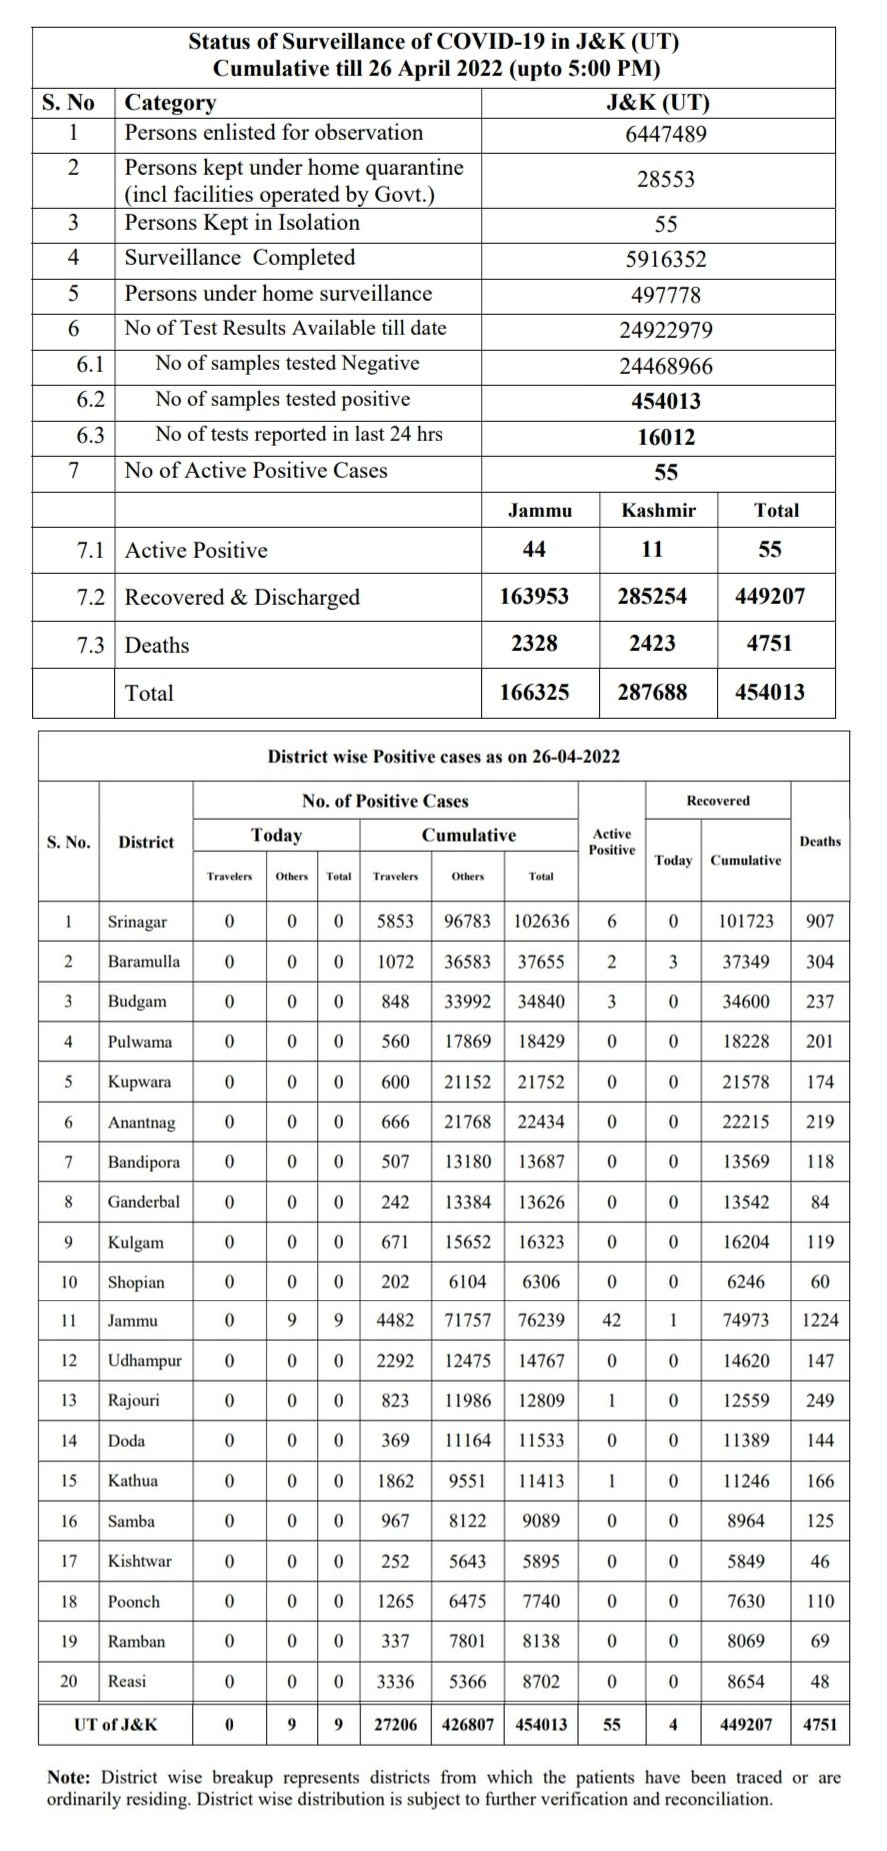 Status of Surveillance of COVID-19 in J&K (UT)
Cumulative till 26 April 2022 (upto 5:00 PM)
S. No Category J&K (UT)
1 Persons enlisted for observation 6447489
2 Persons kept under home quarantine
(incl facilities operated by Govt.) 28553
3 Persons Kept in Isolation 55
4 Surveillance Completed 5916352
5 Persons under home surveillance 497778
6 No of Test Results Available till date 24922979
6.1 No of samples tested Negative 24468966
6.2 No of samples tested positive 454013
6.3 No of tests reported in last 24 hrs 16012
7 No of Active Positive Cases 55
Jammu Kashmir Total
7.1 Active Positive 44 11 55
7.2 Recovered & Discharged 163953 285254 449207
7.3 Deaths 2328 2423 4751
Total 166325 287688 454013
District wise Positive cases as on 26-04-2022
No. of Positive Cases Recovered
S. No. District Today Cumulative Active
Positive Today Cumulative Deaths
Travelers Others Total Travelers Others Total
1 Srinagar 0 0 0 5853 96783 102636 6 0 101723 907
2 Baramulla 0 0 0 1072 36583 37655 2 3 37349 304
3 Budgam 0 0 0 848 33992 34840 3 0 34600 237
4 Pulwama 0 0 0 560 17869 18429 0 0 18228 201
5 Kupwara 0 0 0 600 21152 21752 0 0 21578 174
6 Anantnag 0 0 0 666 21768 22434 0 0 22215 219
7 Bandipora 0 0 0 507 13180 13687 0 0 13569 118
8 Ganderbal 0 0 0 242 13384 13626 0 0 13542 84
9 Kulgam 0 0 0 671 15652 16323 0 0 16204 119
10 Shopian 0 0 0 202 6104 6306 0 0 6246 60
11 Jammu 0 9 9 4482 71757 76239 42 1 74973 1224
12 Udhampur 0 0 0 2292 12475 14767 0 0 14620 147
13 Rajouri 0 0 0 823 11986 12809 1 0 12559 249
14 Doda 0 0 0 369 11164 11533 0 0 11389 144
15 Kathua 0 0 0 1862 9551 11413 1 0 11246 166
16 Samba 0 0 0 967 8122 9089 0 0 8964 125
17 Kishtwar 0 0 0 252 5643 5895 0 0 5849 46
18 Poonch 0 0 0 1265 6475 7740 0 0 7630 110
19 Ramban 0 0 0 337 7801 8138 0 0 8069 69
20 Reasi 0 0 0 3336 5366 8702 0 0 8654 48
UT of J&K 0 9 9 27206 426807 454013 55 4 449207 4751
Note: District wise breakup represents districts from which the patients have been traced or are
ordinarily residing. District wise distribution is subject to further verification and reconciliation.